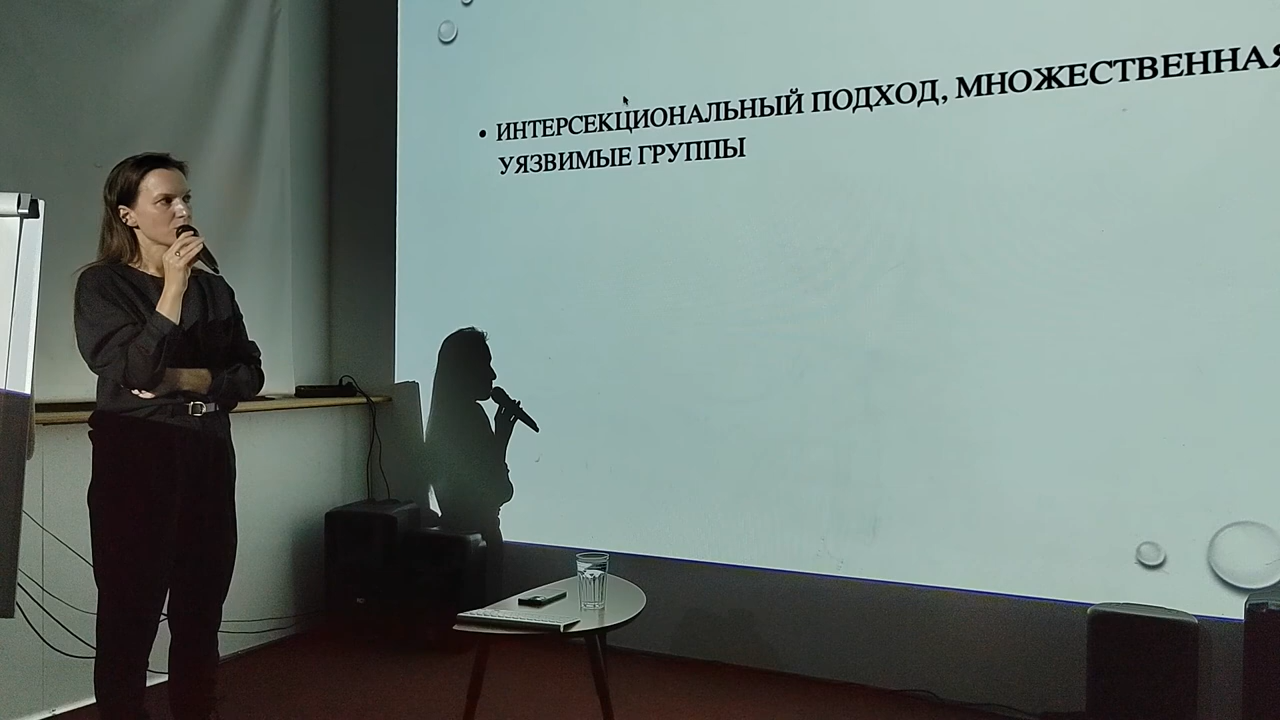 • ИНТЕРСЕКЦИОНАЛЬНЫЙ ПОДХОД, МНОЖЕСТВЕННАЯ
УЯЗВИМЫЕ ГРУППЫ